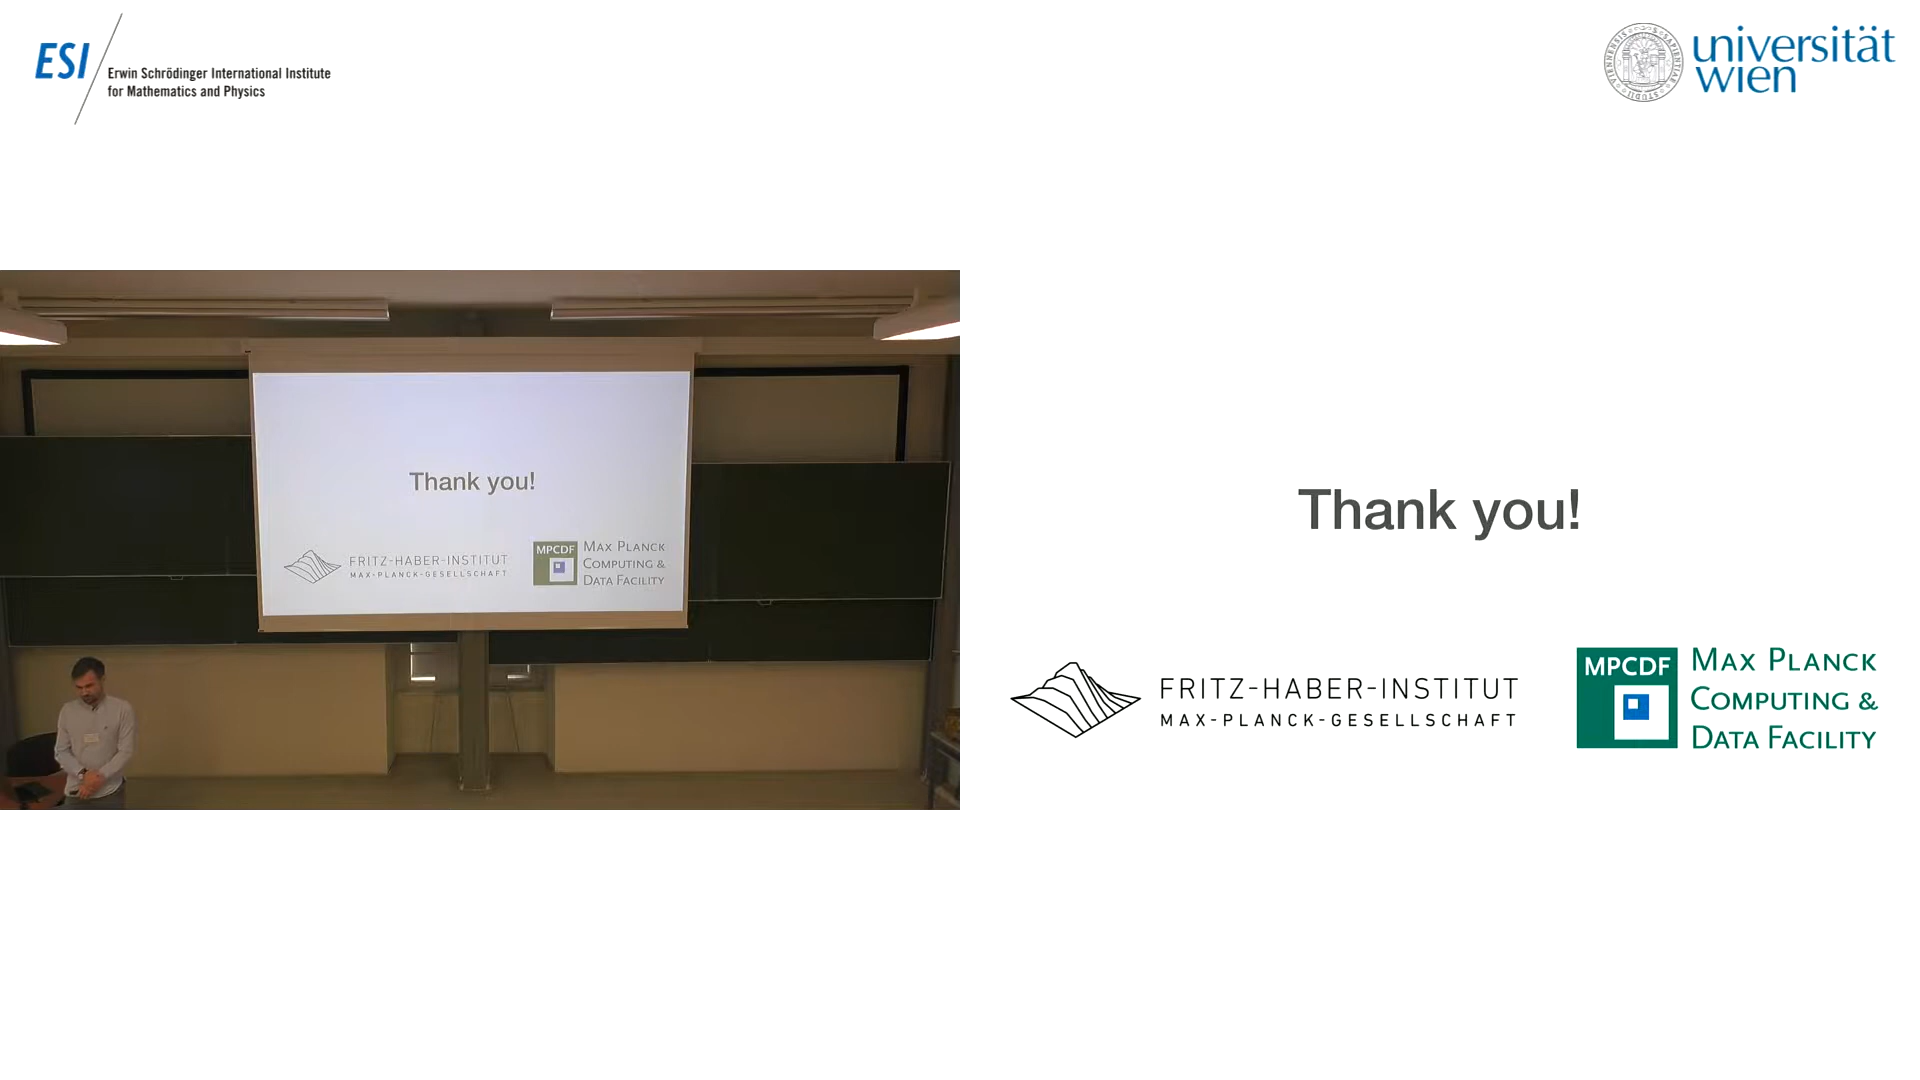 ESI
Erwin Schrödinger International Institute
for Mathematics and Physics
universität
wien
Thank you!
FRITZ-HABER-INSTITUT
MAX-PLANCK-GESELLSCHAFT
MPCDF
MAX PLANCK
COMPUTING &
DATA FACILITY
Thank you!
FRITZ-HABER-INSTITUT
MAX-PLANCK-GESELLSCHAFT
MPCDF
MAX PLANCK
COMPUTING &
DATA FACILITY